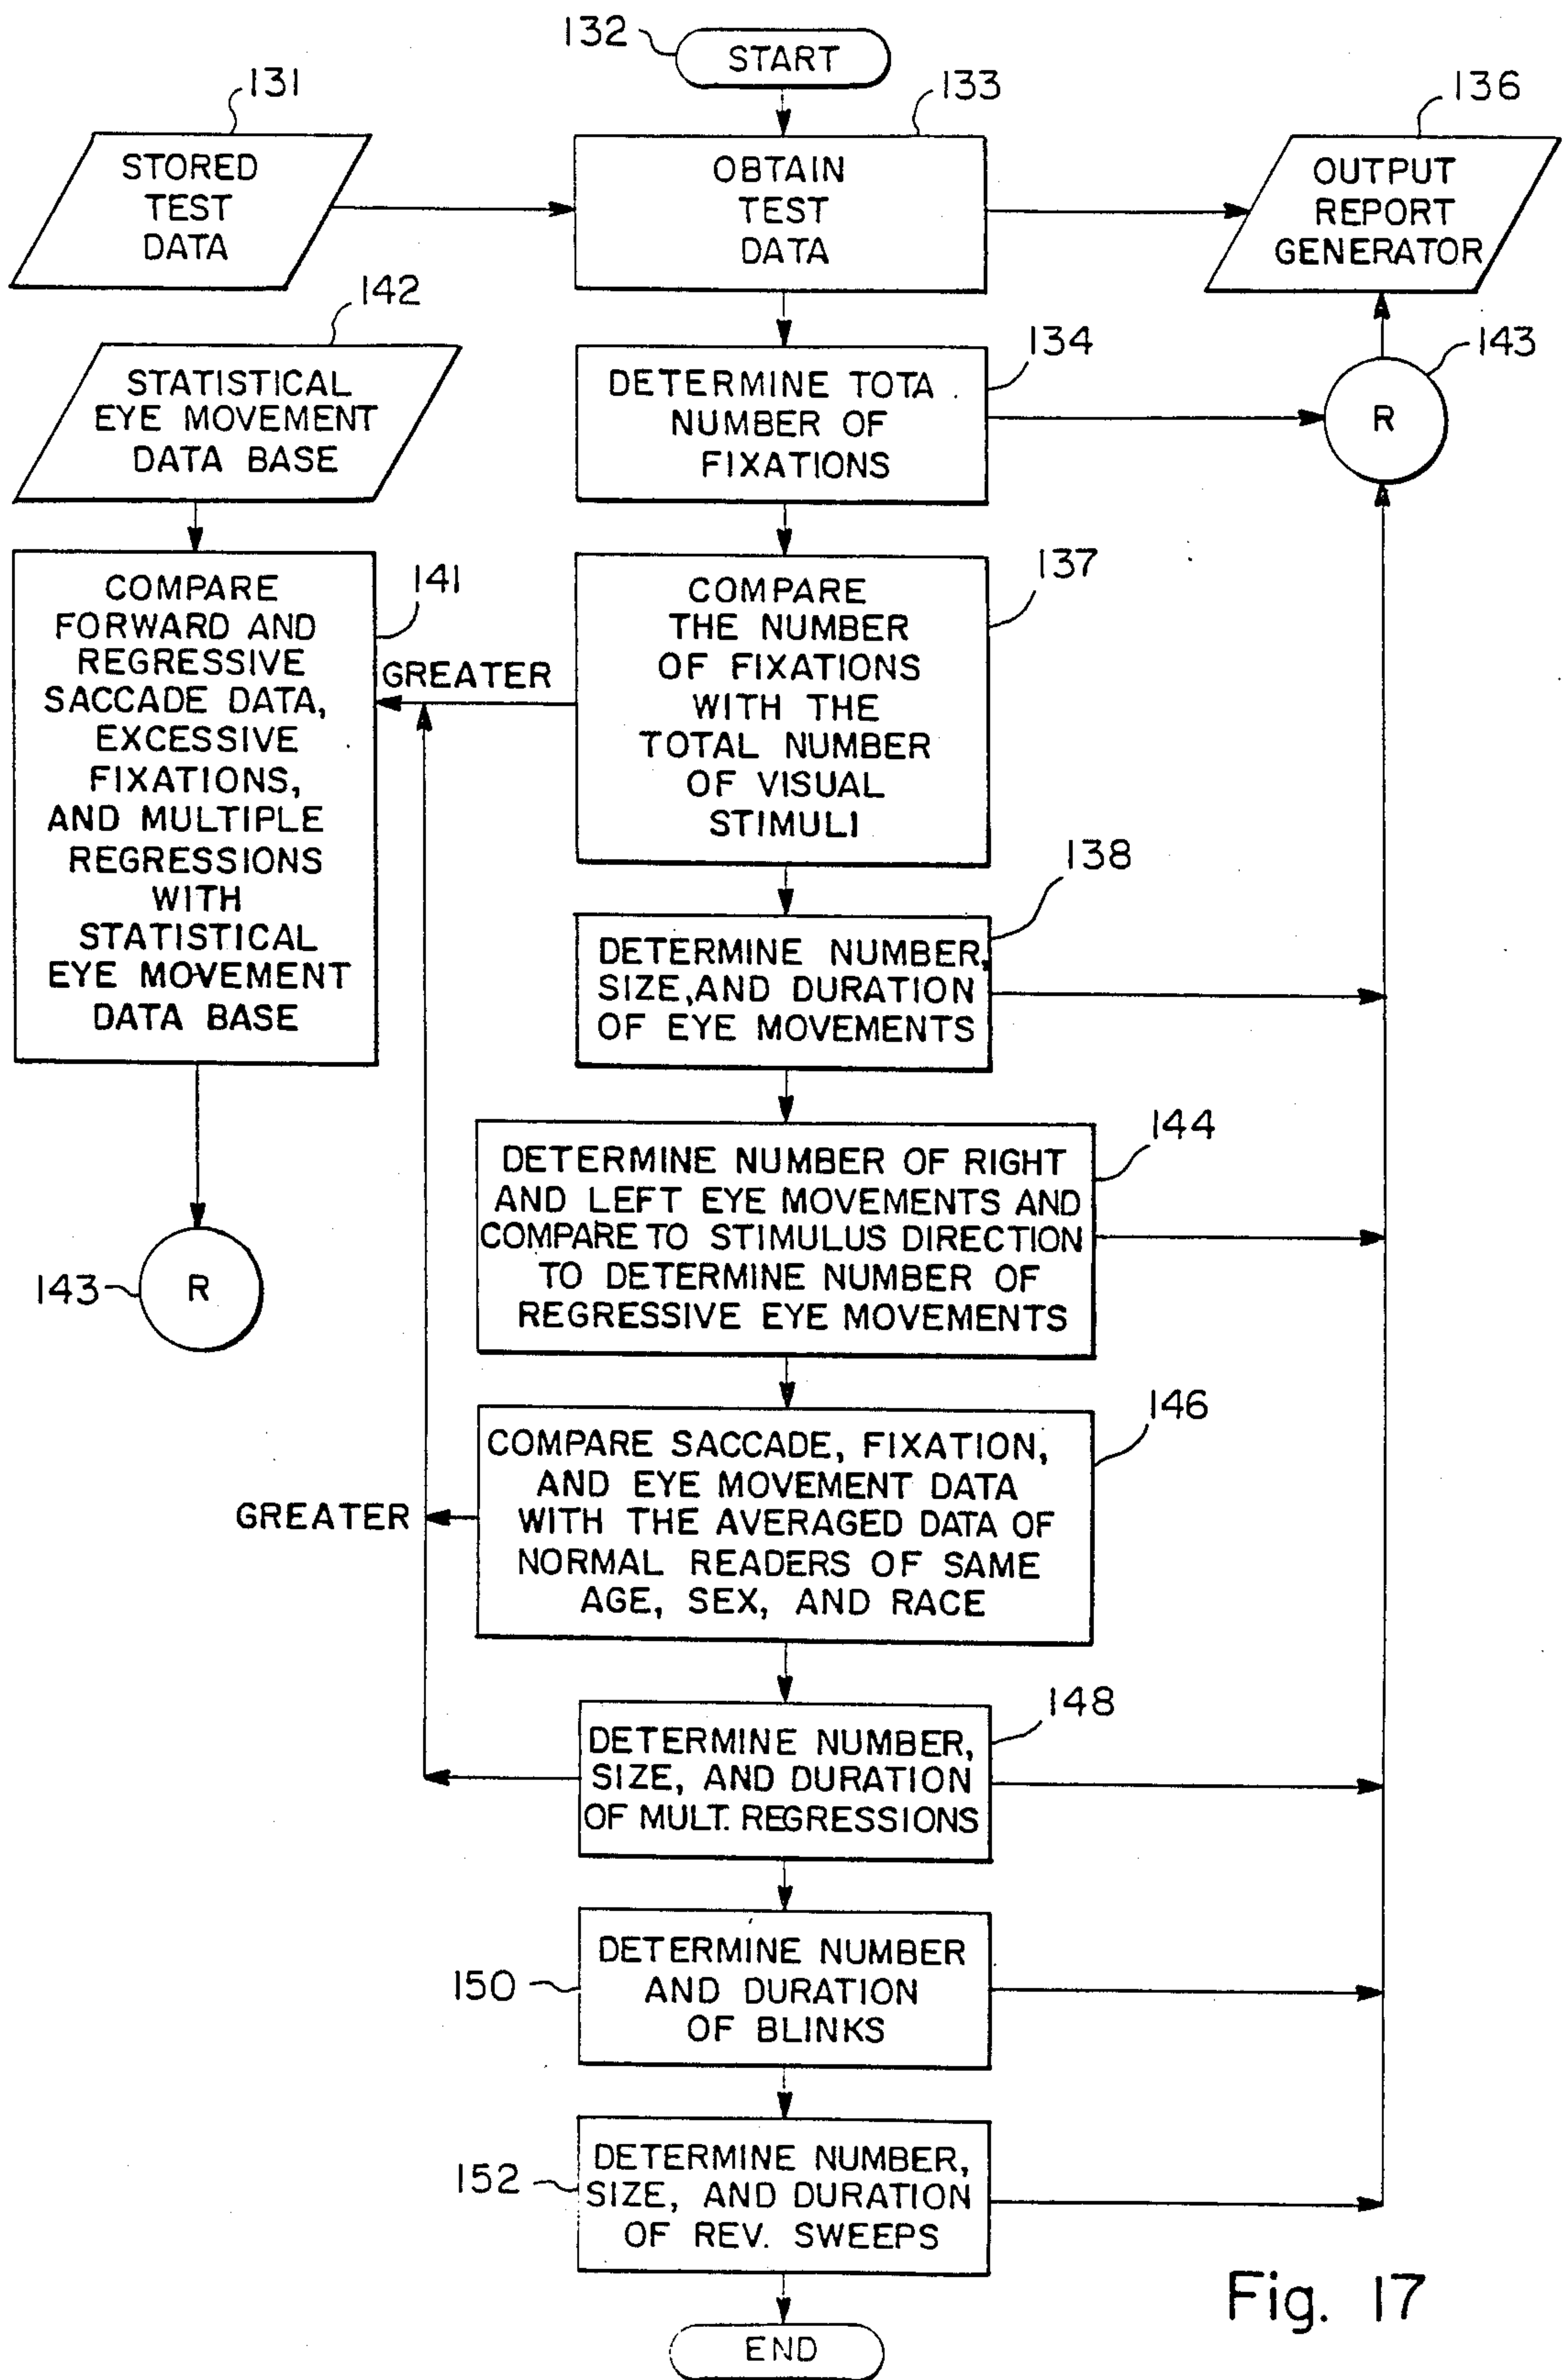 132
START
131
STORED
TEST
DATA
133
OBTAIN
TEST
DATA
136
OUTPUT
REPORT
GENERATOR
142
STATISTICAL
EYE MOVEMENT
DATA BASE
134
DETERMINE TOTA
NUMBER OF
FIXATIONS
143
R
141
COMPARE
FORWARD AND
REGRESSIVE
SACCADE DATA,
EXCESSIVE
FIXATIONS,
AND MULTIPLE
REGRESSIONS
WITH
STATISTICAL
EYE MOVEMENT
DATA BASE
GREATER
137
COMPARE
THE NUMBER
OF FIXATIONS
WITH THE
TOTAL NUMBER
OF VISUAL
STIMULI
138
DETERMINE NUMBER,
SIZE, AND DURATION
OF EYE MOVEMENTS
143
R
144
DETERMINE NUMBER OF RIGHT
AND LEFT EYE MOVEMENTS AND
COMPARE TO STIMULUS DIRECTION
TO DETERMINE NUMBER OF
REGRESSIVE EYE MOVEMENTS
146
COMPARE SACCADE, FIXATION,
AND EYE MOVEMENT DATA
WITH THE AVERAGED DATA OF
NORMAL READERS OF SAME
AGE, SEX, AND RACE
GREATER
148
DETERMINE NUMBER,
SIZE, AND DURATION
OF MULT. REGRESSIONS
150
DETERMINE NUMBER
AND DURATION
OF BLINKS
152
DETERMINE NUMBER,
SIZE, AND DURATION
OF REV. SWEEPS
END
Fig. 17